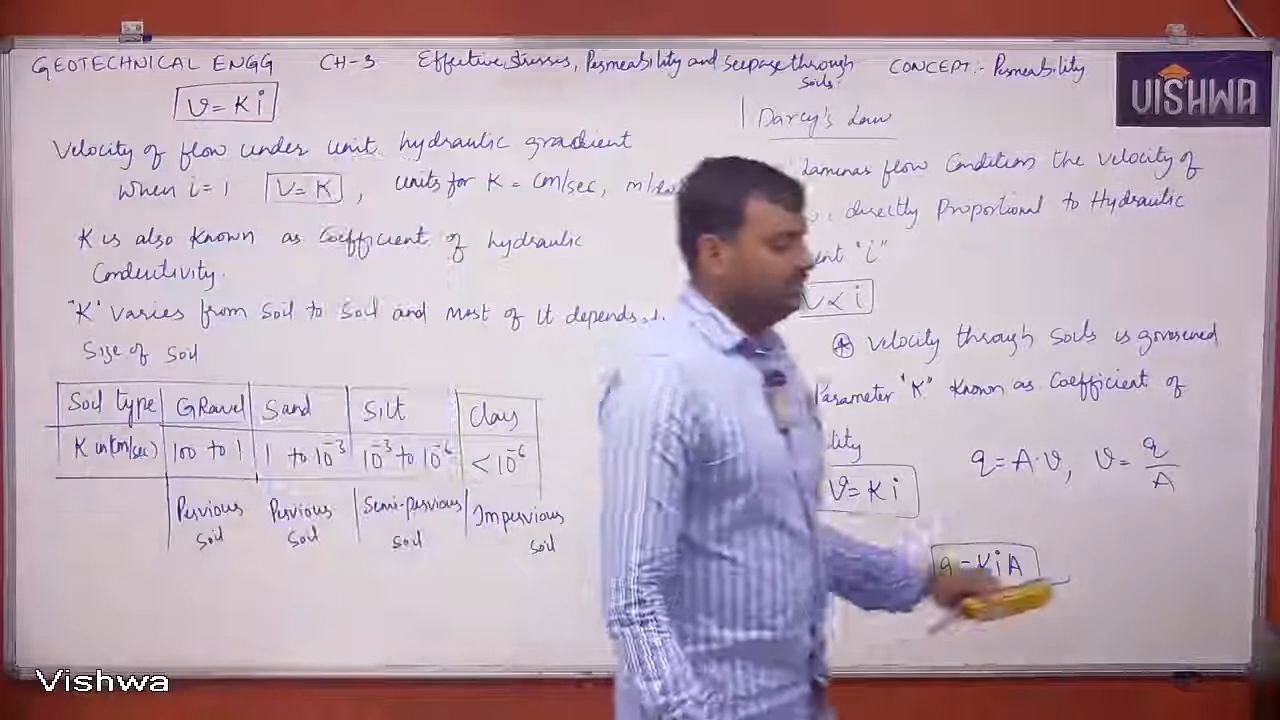 GEOTECHNICAL ENGG CH-3 Effective stresses, Permeability and seepage through soils. CONCEPT:- Permeability
VISHWA
V = K i
Velocity of flow under unit hydraulic gradient
when i = 1 V = K , units for K = cm/sec,
K is also known as Coefficient of hydraulic
Conductivity.
"K" varies from soil to soil and most of it depends
Size of soil
Soil type Gravel Sand Silt Clay
K in (cm/sec) 100 to 1 1 to 10⁻³ 10⁻³ to 10⁻⁶ < 10⁻⁶
Pervious soil Pervious soil Semi-pervious soil Impervious soil
Darcy's Law
laminar flow Conditions the Velocity of
directly Proportional to Hydraulic
"i"
V ∝ i
Velocity through Soils is governed
Parameter "K" Known as Coefficient of
V = K i
q = A·V, V = q/A
q = K i A
Vishwa